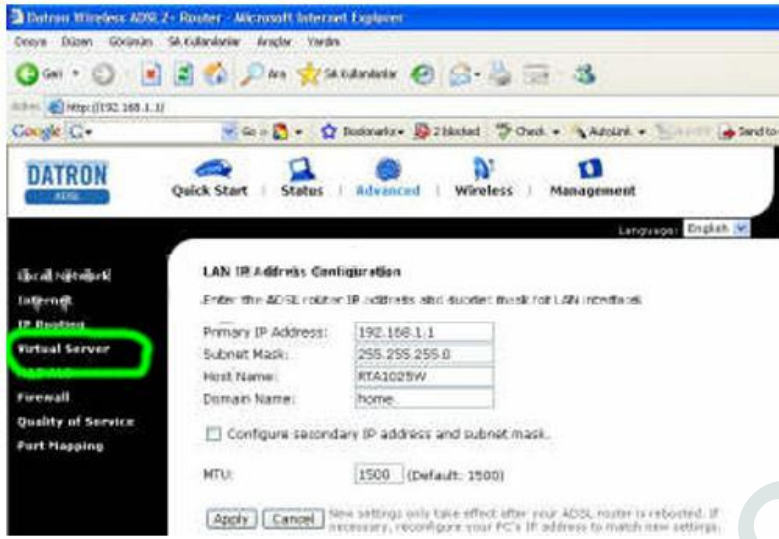 Datron Wireless ADSL 2+ Router - Microsoft Internet Explorer
Dosya Düzen Görünüm Sık Kullanılanlar Araçlar Yardım
Geri Ara Sık Kullanılanlar
http://192.168.1.1/
Google Go Bookmarks 2 blocked Check AutoLink Send to
DATRON
ADSL
Quick Start | Status | Advanced | Wireless | Management
Language: English
Local Network
Internet
IP Routing
Virtual Server
Firewall
Quality of Service
Port Mapping
LAN IP Address Configuration
Enter the ADSL router IP address and subnet mask for LAN interface.
Primary IP Address: 192.168.1.1
Subnet Mask: 255.255.255.0
Host Name: RTA1025W
Domain Name: home
Configure secondary IP address and subnet mask.
MTU: 1500 (Default: 1500)
Apply Cancel New settings only take effect after your ADSL router is rebooted. If
necessary, reconfigure your PC's IP address to match new settings.